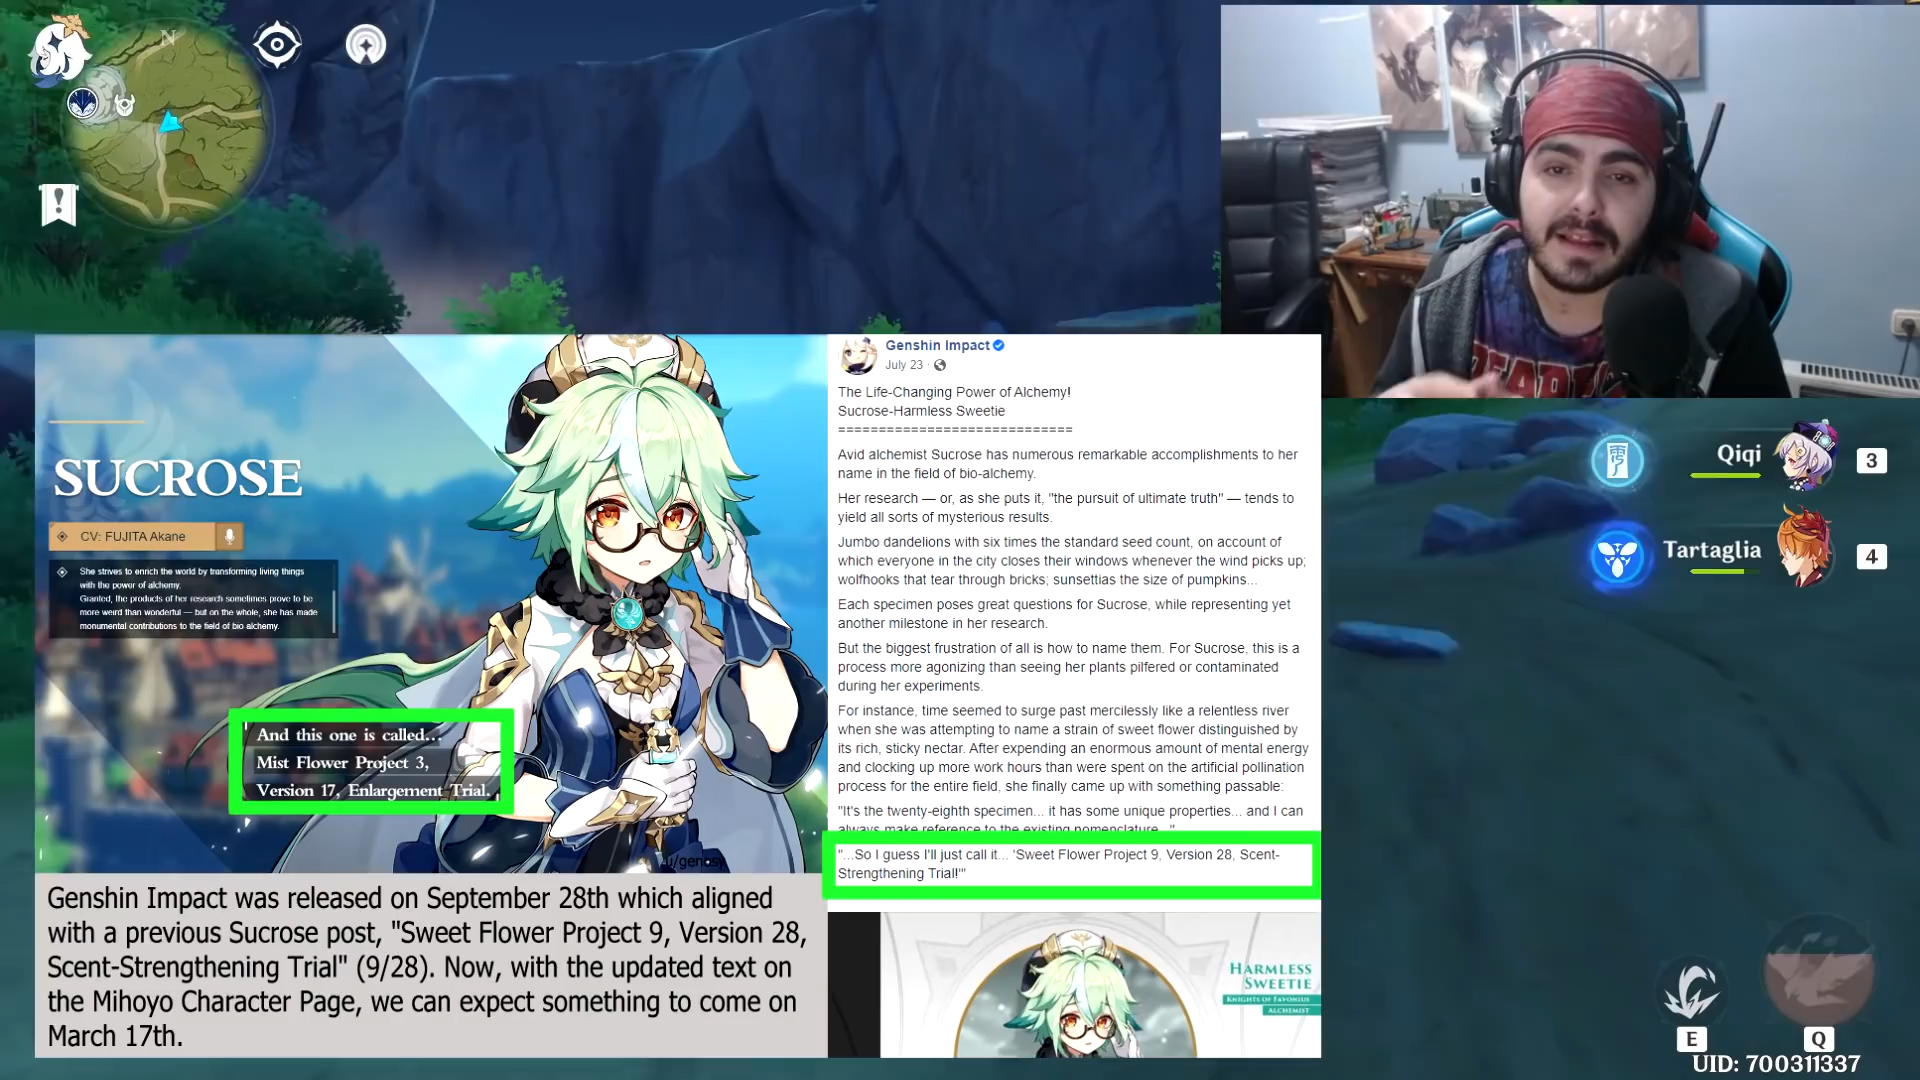 N
SUCROSE
CV: FUJITA Akane
She strives to enrich the world by transforming living things
with the power of alchemy.
Granted, the products of her research sometimes prove to be
more weird than wonderful — but on the whole, she has made
monumental contributions to the field of bio alchemy.
And this one is called...
Mist Flower Project 3,
Version 17, Enlargement Trial.
u/genosy
Genshin Impact was released on September 28th which aligned
with a previous Sucrose post, "Sweet Flower Project 9, Version 28,
Scent-Strengthening Trial" (9/28). Now, with the updated text on
the Mihoyo Character Page, we can expect something to come on
March 17th.
Genshin Impact
July 23 ·
The Life-Changing Power of Alchemy!
Sucrose-Harmless Sweetie
=============================
Avid alchemist Sucrose has numerous remarkable accomplishments to her
name in the field of bio-alchemy.
Her research — or, as she puts it, "the pursuit of ultimate truth" — tends to
yield all sorts of mysterious results.
Jumbo dandelions with six times the standard seed count, on account of
which everyone in the city closes their windows whenever the wind picks up;
wolfhooks that tear through bricks; sunsettias the size of pumpkins...
Each specimen poses great questions for Sucrose, while representing yet
another milestone in her research.
But the biggest frustration of all is how to name them. For Sucrose, this is a
process more agonizing than seeing her plants pilfered or contaminated
during her experiments.
For instance, time seemed to surge past mercilessly like a relentless river
when she was attempting to name a strain of sweet flower distinguished by
its rich, sticky nectar. After expending an enormous amount of mental energy
and clocking up more work hours than were spent on the artificial pollination
process for the entire field, she finally came up with something passable:
"It's the twenty-eighth specimen... it has some unique properties... and I can
always make reference to the existing nomenclature..."
"...So I guess I'll just call it... 'Sweet Flower Project 9, Version 28, Scent-
Strengthening Trial!'"
HARMLESS
SWEETIE
KNIGHTS OF FAVONIUS
ALCHEMIST
Qiqi
3
Tartaglia
4
E
Q
UID: 700311337